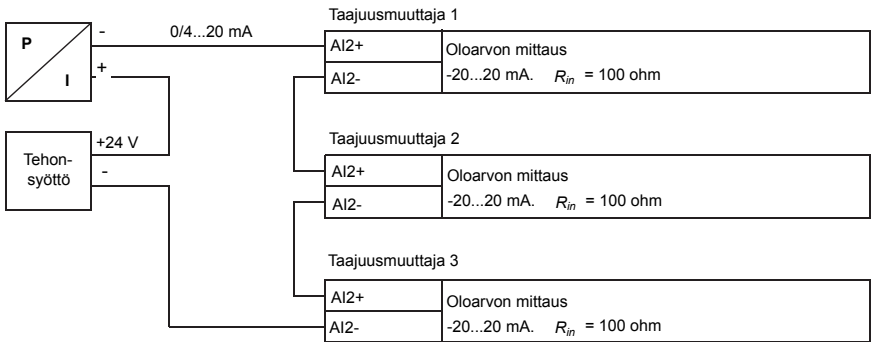 Taajuusmuuttaja 1
P
I
-
+
0/4...20 mA
AI2+
AI2-
Oloarvon mittaus
-20...20 mA. Rin = 100 ohm
Tehon-
syöttö
+24 V
-
Taajuusmuuttaja 2
AI2+
AI2-
Oloarvon mittaus
-20...20 mA. Rin = 100 ohm
Taajuusmuuttaja 3
AI2+
AI2-
Oloarvon mittaus
-20...20 mA. Rin = 100 ohm